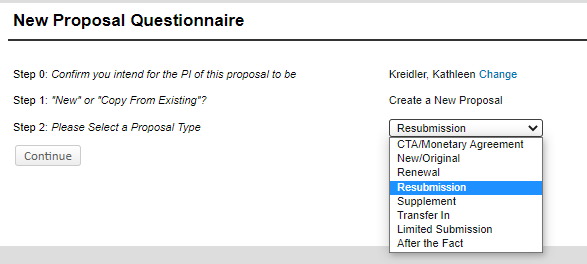 New Proposal Questionnaire
Step 0: Confirm you intend for the PI of this proposal to be Kreidler, Kathleen Change
Step 1: "New" or "Copy From Existing"? Create a New Proposal
Step 2: Please Select a Proposal Type Resubmission
Continue
CTA/Monetary Agreement
New/Original
Renewal
Resubmission
Supplement
Transfer In
Limited Submission
After the Fact